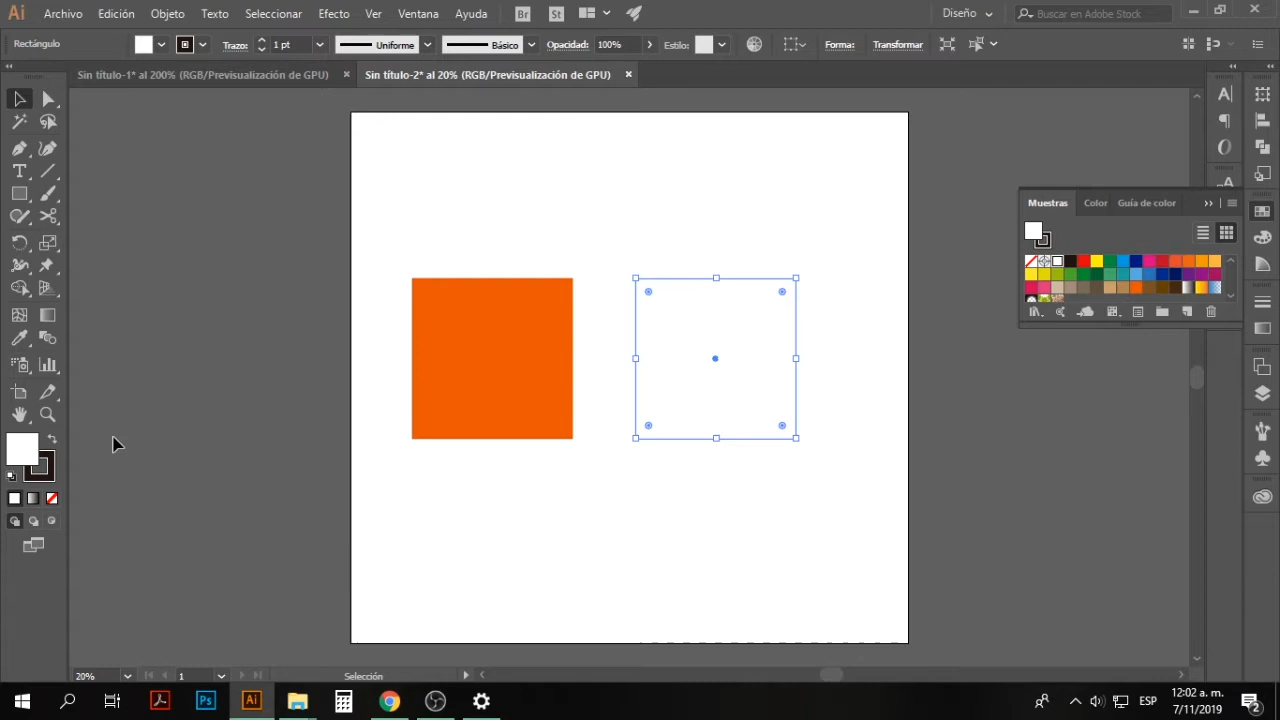 Ai Archivo Edición Objeto Texto Seleccionar Efecto Ver Ventana Ayuda Br St Diseño Buscar en Adobe Stock
Rectángulo Trazo: 1 pt Uniforme Básico Opacidad: 100% Estilo: Forma: Transformar
Sin título-1* al 200% (RGB/Previsualización de GPU) × Sin título-2* al 20% (RGB/Previsualización de GPU) ×
Muestras Color Guía de color
20% 1 Selección
Ps Ai ESP 12:02 a. m.
7/11/2019 2